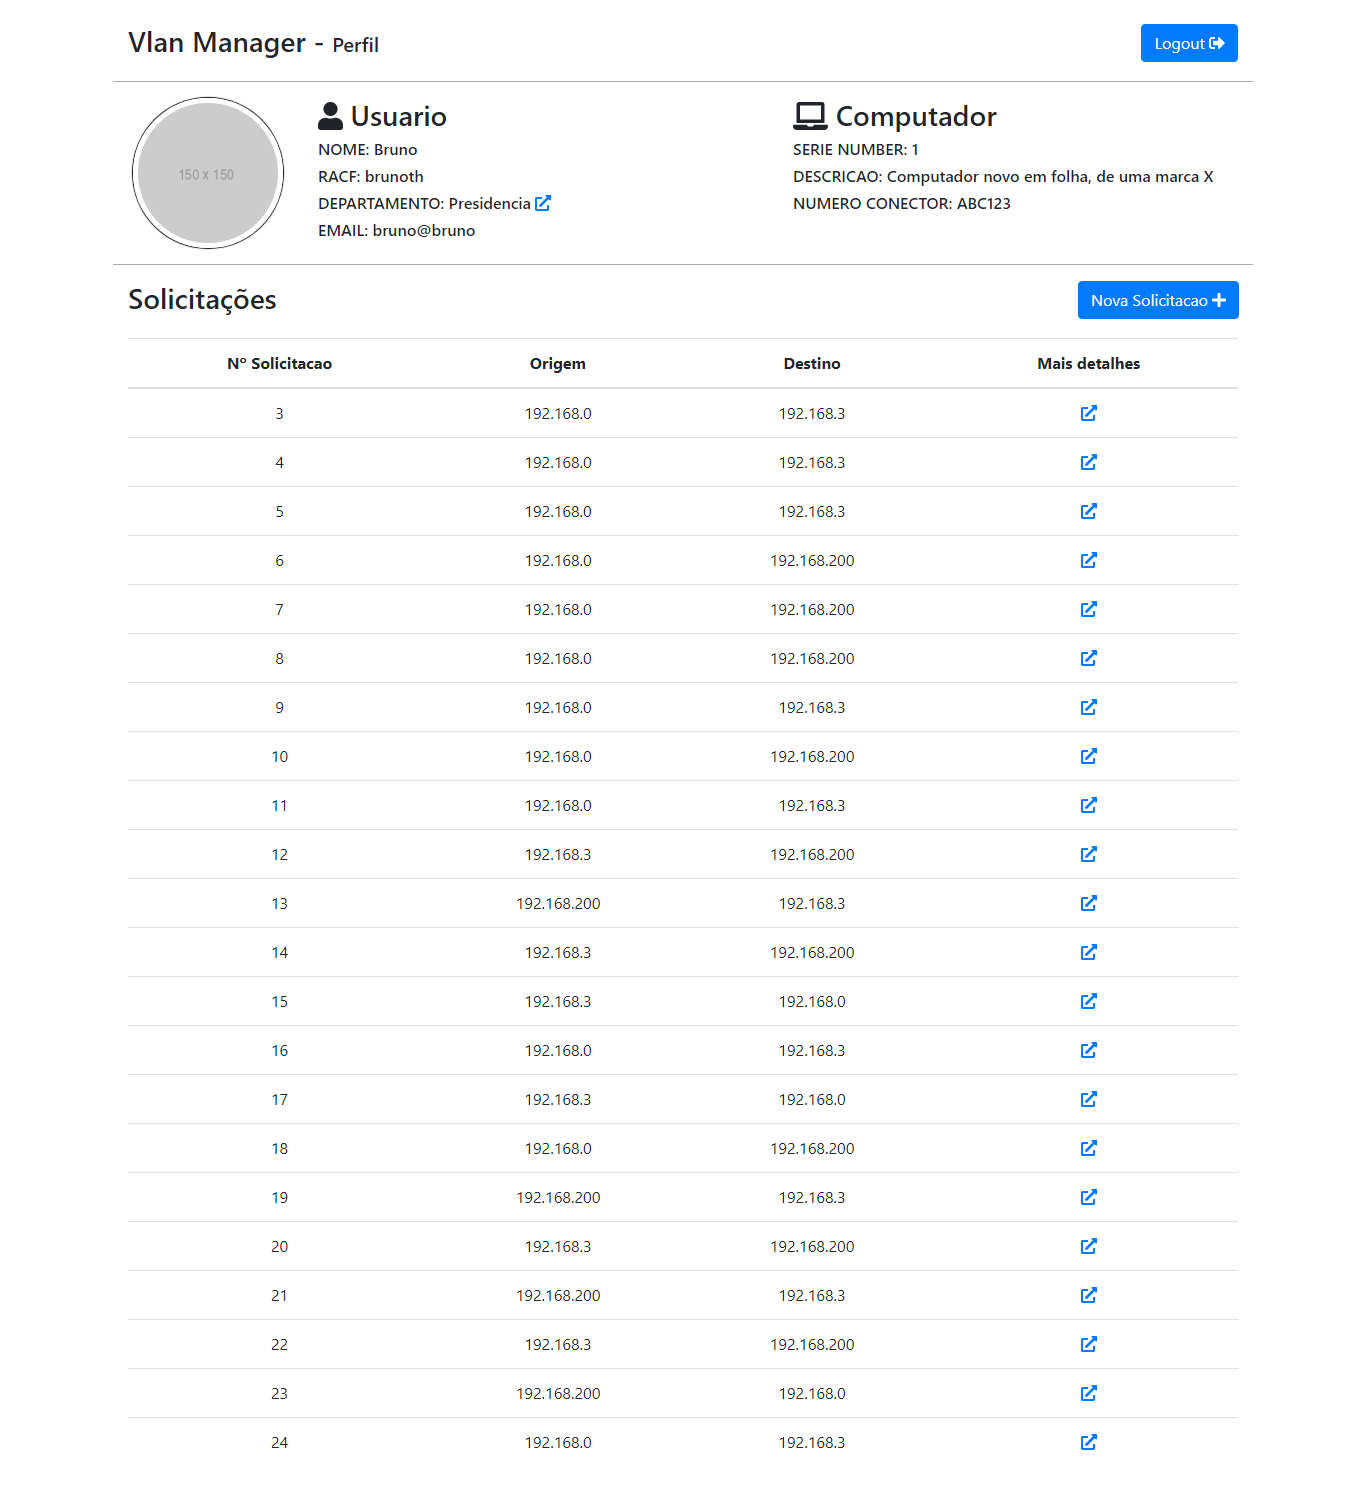 Vlan Manager - Perfil
Logout
150 x 150
Usuario
NOME: Bruno
RACF: brunoth
DEPARTAMENTO: Presidencia
EMAIL: bruno@bruno
Computador
SERIE NUMBER: 1
DESCRICAO: Computador novo em folha, de uma marca X
NUMERO CONECTOR: ABC123
Solicitações
Nova Solicitacao
Nº Solicitacao Origem Destino Mais detalhes
3 192.168.0 192.168.3
4 192.168.0 192.168.3
5 192.168.0 192.168.3
6 192.168.0 192.168.200
7 192.168.0 192.168.200
8 192.168.0 192.168.200
9 192.168.0 192.168.3
10 192.168.0 192.168.200
11 192.168.0 192.168.3
12 192.168.3 192.168.200
13 192.168.200 192.168.3
14 192.168.3 192.168.200
15 192.168.3 192.168.0
16 192.168.0 192.168.3
17 192.168.3 192.168.0
18 192.168.0 192.168.200
19 192.168.200 192.168.3
20 192.168.3 192.168.200
21 192.168.200 192.168.3
22 192.168.3 192.168.200
23 192.168.200 192.168.0
24 192.168.0 192.168.3